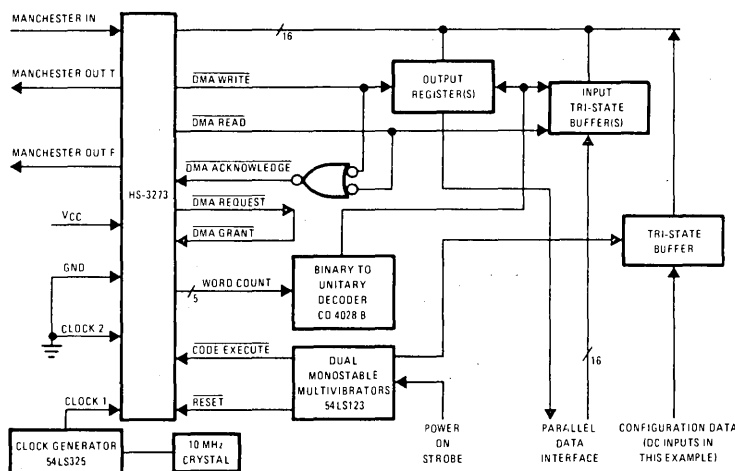 MANCHESTER IN
16
MANCHESTER OUT T
DMA WRITE
OUTPUT
REGISTER(S)
INPUT
TRI-STATE
BUFFER(S)
DMA READ
MANCHESTER OUT F
DMA ACKNOWLEDGE
HS-3273
DMA REQUEST
VCC
DMA GRANT
TRI-STATE
BUFFER
GND
WORD COUNT
5
BINARY TO
UNITARY
DECODER
CD 4028 B
CLOCK 2
CODE EXECUTE
DUAL
MONOSTABLE
MULTIVIBRATORS
54LS123
16
CLOCK 1
RESET
POWER
ON
STROBE
PARALLEL
DATA
INTERFACE
CONFIGURATION DATA
(DC INPUTS IN
THIS EXAMPLE)
CLOCK GENERATOR
54LS325
10 MHz
CRYSTAL